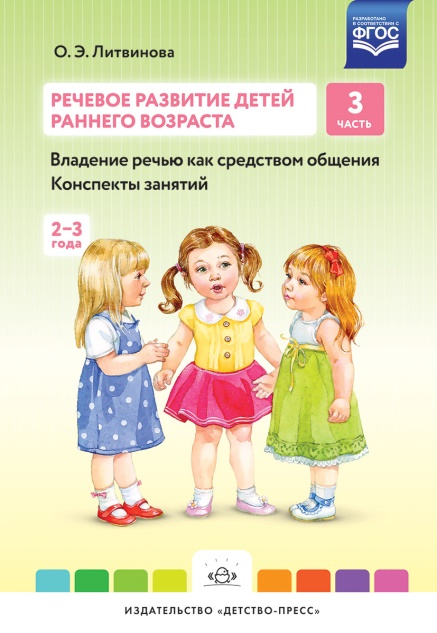 РАЗРАБОТАНО
В СООТВЕТСТВИИ С
ФГОС
О. Э. Литвинова
РЕЧЕВОЕ РАЗВИТИЕ ДЕТЕЙ
РАННЕГО ВОЗРАСТА
3
ЧАСТЬ
Владение речью как средством общения
Конспекты занятий
2–3
года
ИЗДАТЕЛЬСТВО «ДЕТСТВО-ПРЕСС»